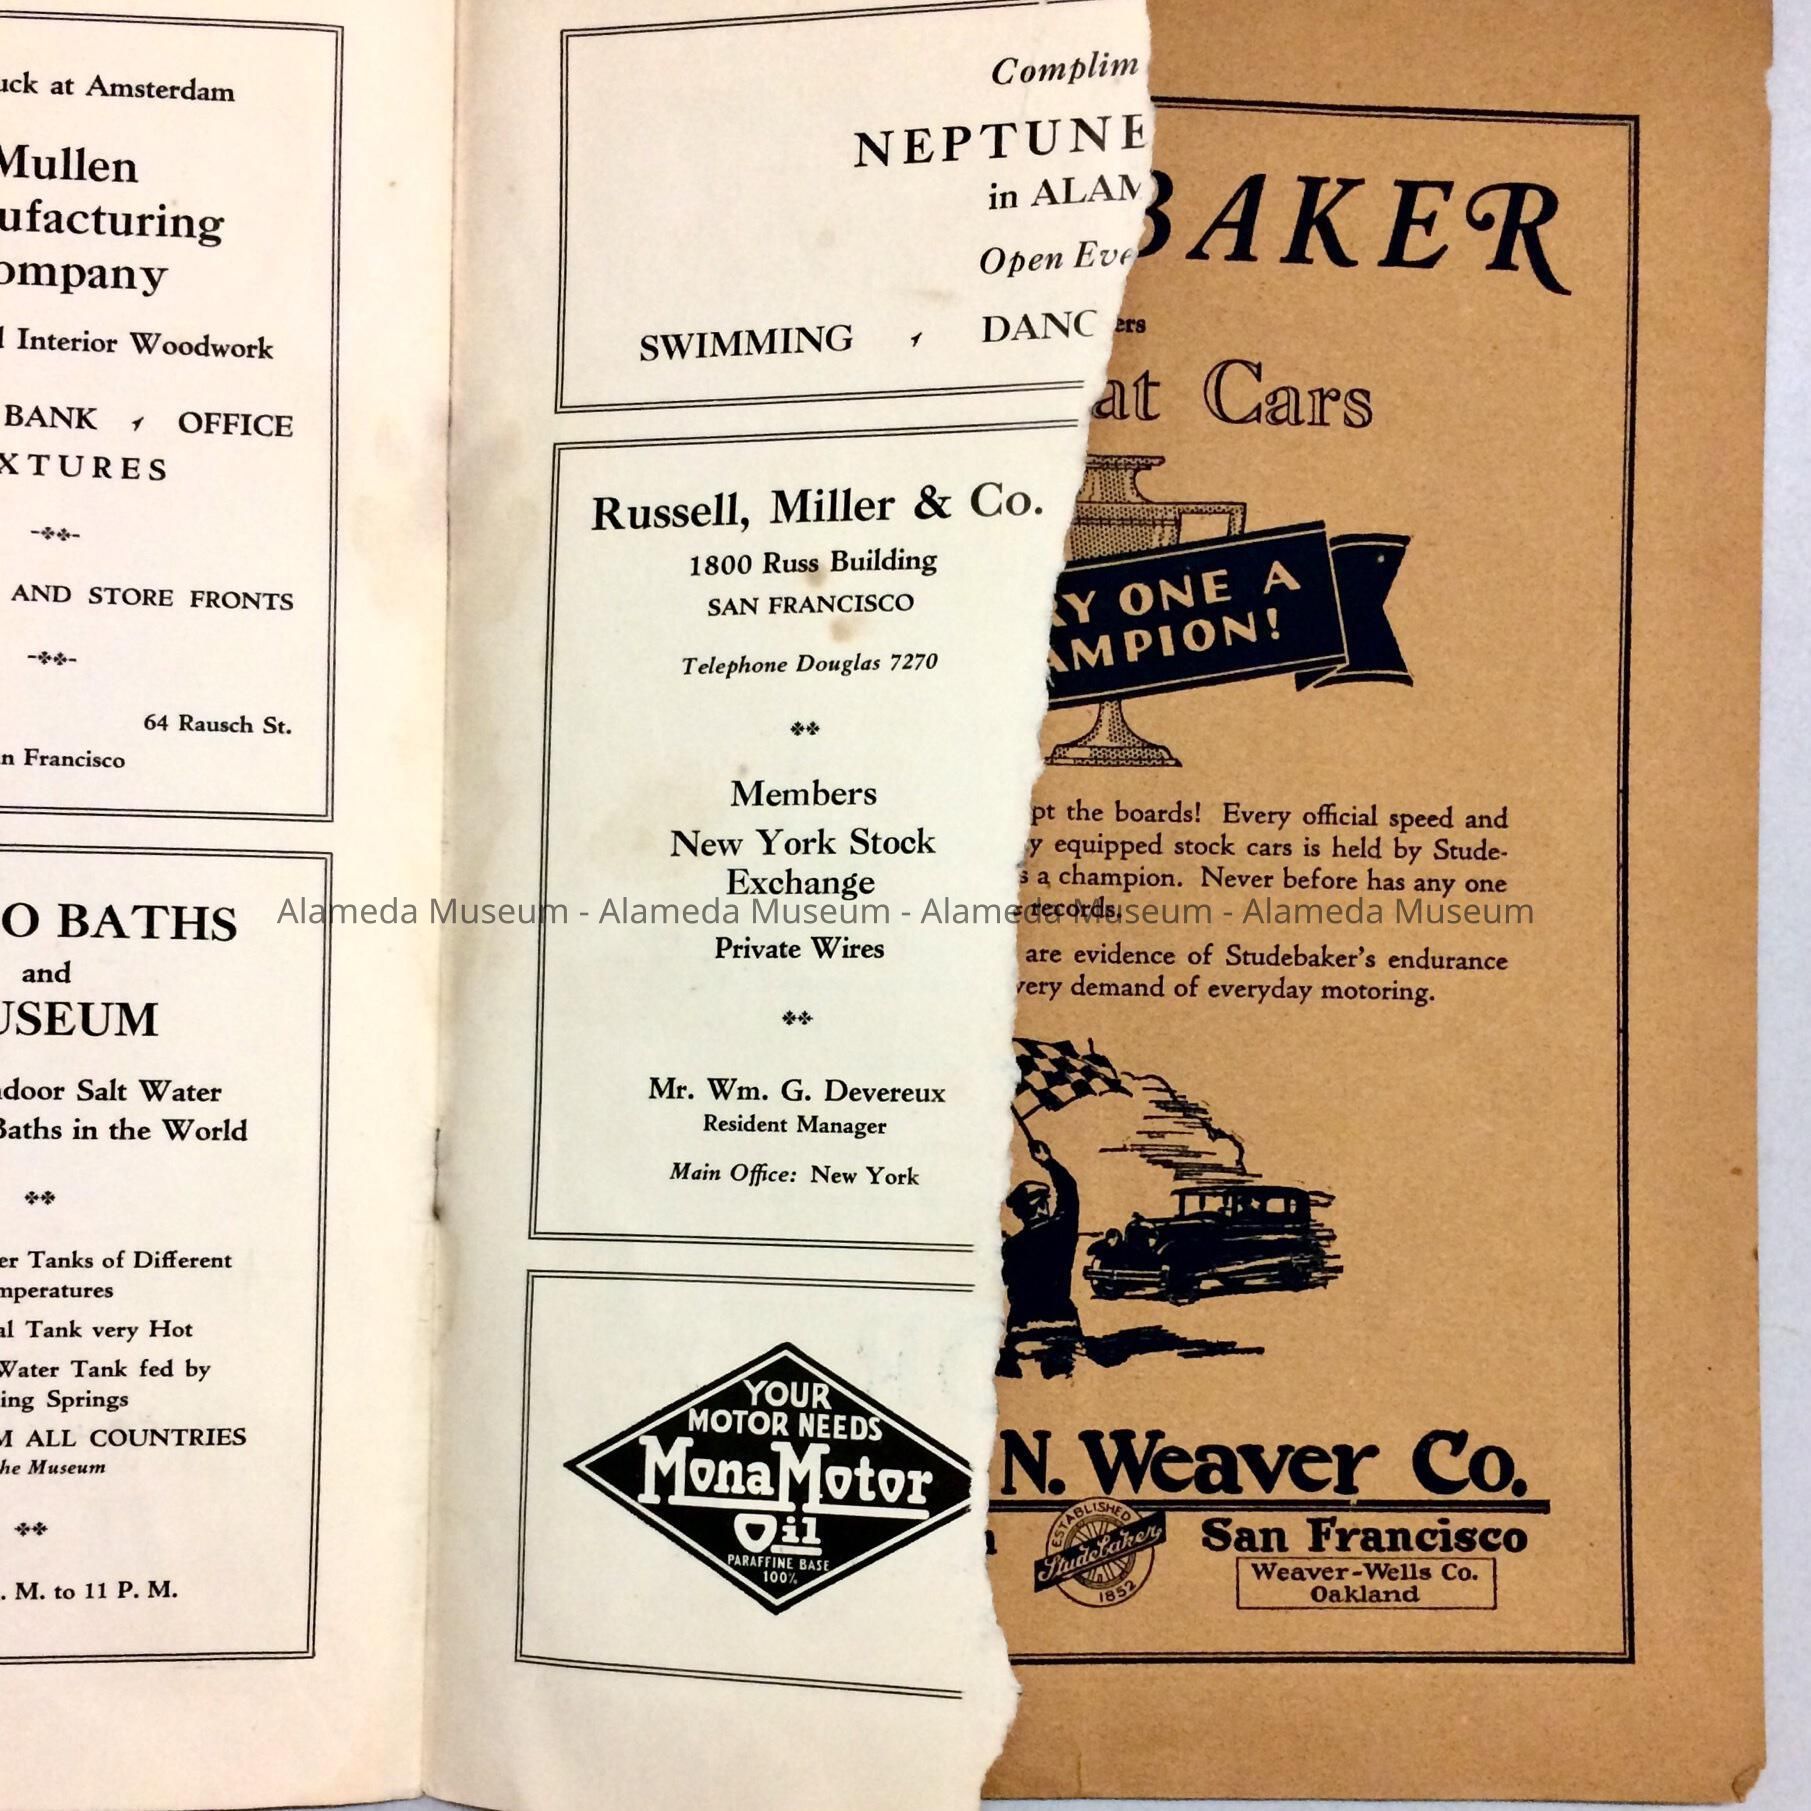 uck at Amsterdam
Mullen
ufacturing
ompany
Interior Woodwork
BANK OFFICE
XTURES
AND STORE FRONTS
64 Rausch St.
n Francisco
O BATHS
and
USEUM
door Salt Water
Baths in the World
er Tanks of Different
mperatures
al Tank very Hot
Water Tank fed by
ing Springs
M ALL COUNTRIES
he Museum
. M. to 11 P. M.
Complim
NEPTUNE
in ALAM
Open Eve
SWIMMING DANC
Russell, Miller & Co.
1800 Russ Building
SAN FRANCISCO
Telephone Douglas 7270
Members
New York Stock
Exchange
Private Wires
Mr. Wm. G. Devereux
Resident Manager
Main Office: New York
YOUR
MOTOR NEEDS
MonaMotor
Oil
PARAFFINE BASE
100%
BAKER
ers
at Cars
RY ONE A
AMPION!
pt the boards! Every official speed and
y equipped stock cars is held by Stude-
s a champion. Never before has any one
records.
are evidence of Studebaker's endurance
very demand of everyday motoring.
N. Weaver Co.
ESTABLISHED
Studebaker
1852
San Francisco
Weaver-Wells Co.
Oakland
Alameda Museum - Alameda Museum - Alameda Museum - Alameda Museum